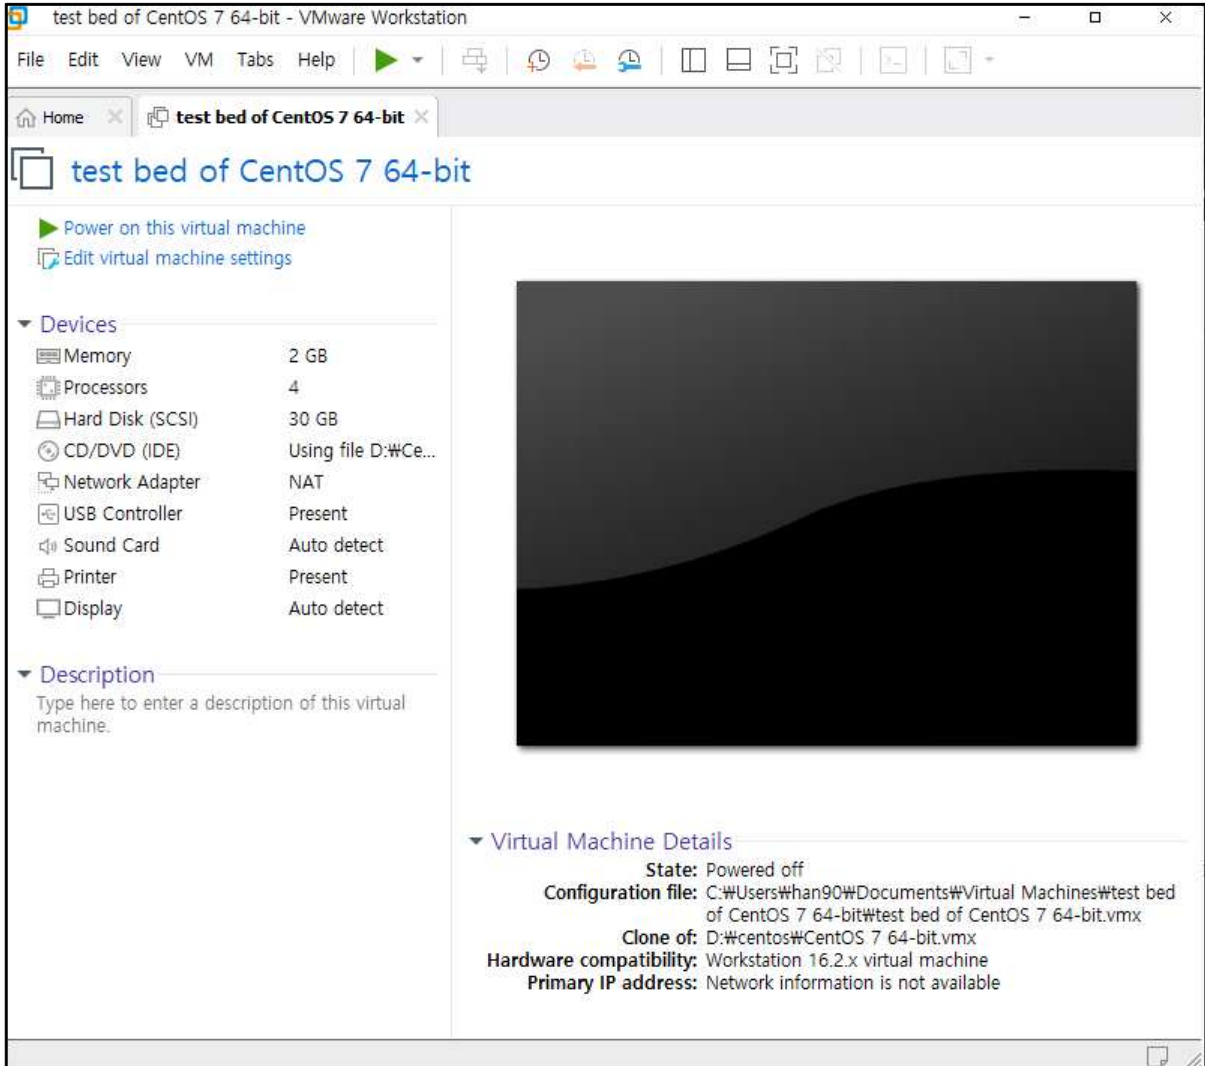 test bed of CentOS 7 64-bit - VMware Workstation
File Edit View VM Tabs Help
Home
test bed of CentOS 7 64-bit
test bed of CentOS 7 64-bit
Power on this virtual machine
Edit virtual machine settings
Devices
Memory 2 GB
Processors 4
Hard Disk (SCSI) 30 GB
CD/DVD (IDE) Using file D:₩Ce...
Network Adapter NAT
USB Controller Present
Sound Card Auto detect
Printer Present
Display Auto detect
Description
Type here to enter a description of this virtual
machine.
Virtual Machine Details
State: Powered off
Configuration file: C:₩Users₩han90₩Documents₩Virtual Machines₩test bed
of CentOS 7 64-bit₩test bed of CentOS 7 64-bit.vmx
Clone of: D:₩centos₩CentOS 7 64-bit.vmx
Hardware compatibility: Workstation 16.2.x virtual machine
Primary IP address: Network information is not available